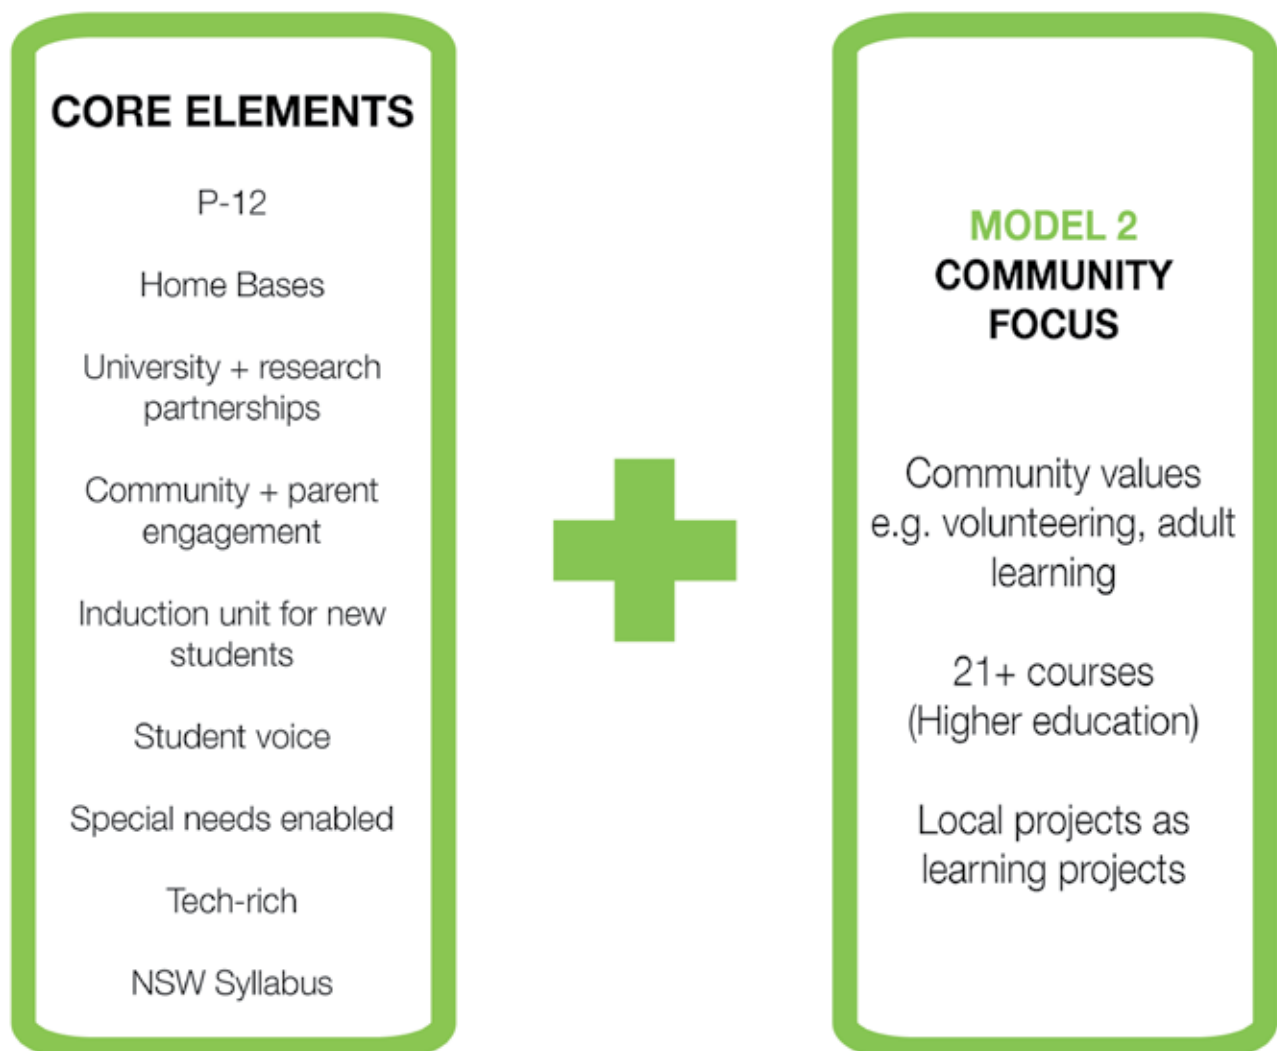 CORE ELEMENTS
P-12
Home Bases
University + research
partnerships
Community + parent
engagement
Induction unit for new
students
Student voice
Special needs enabled
Tech-rich
NSW Syllabus
MODEL 2
COMMUNITY
FOCUS
Community values
e.g. volunteering, adult
learning
21+ courses
(Higher education)
Local projects as
learning projects